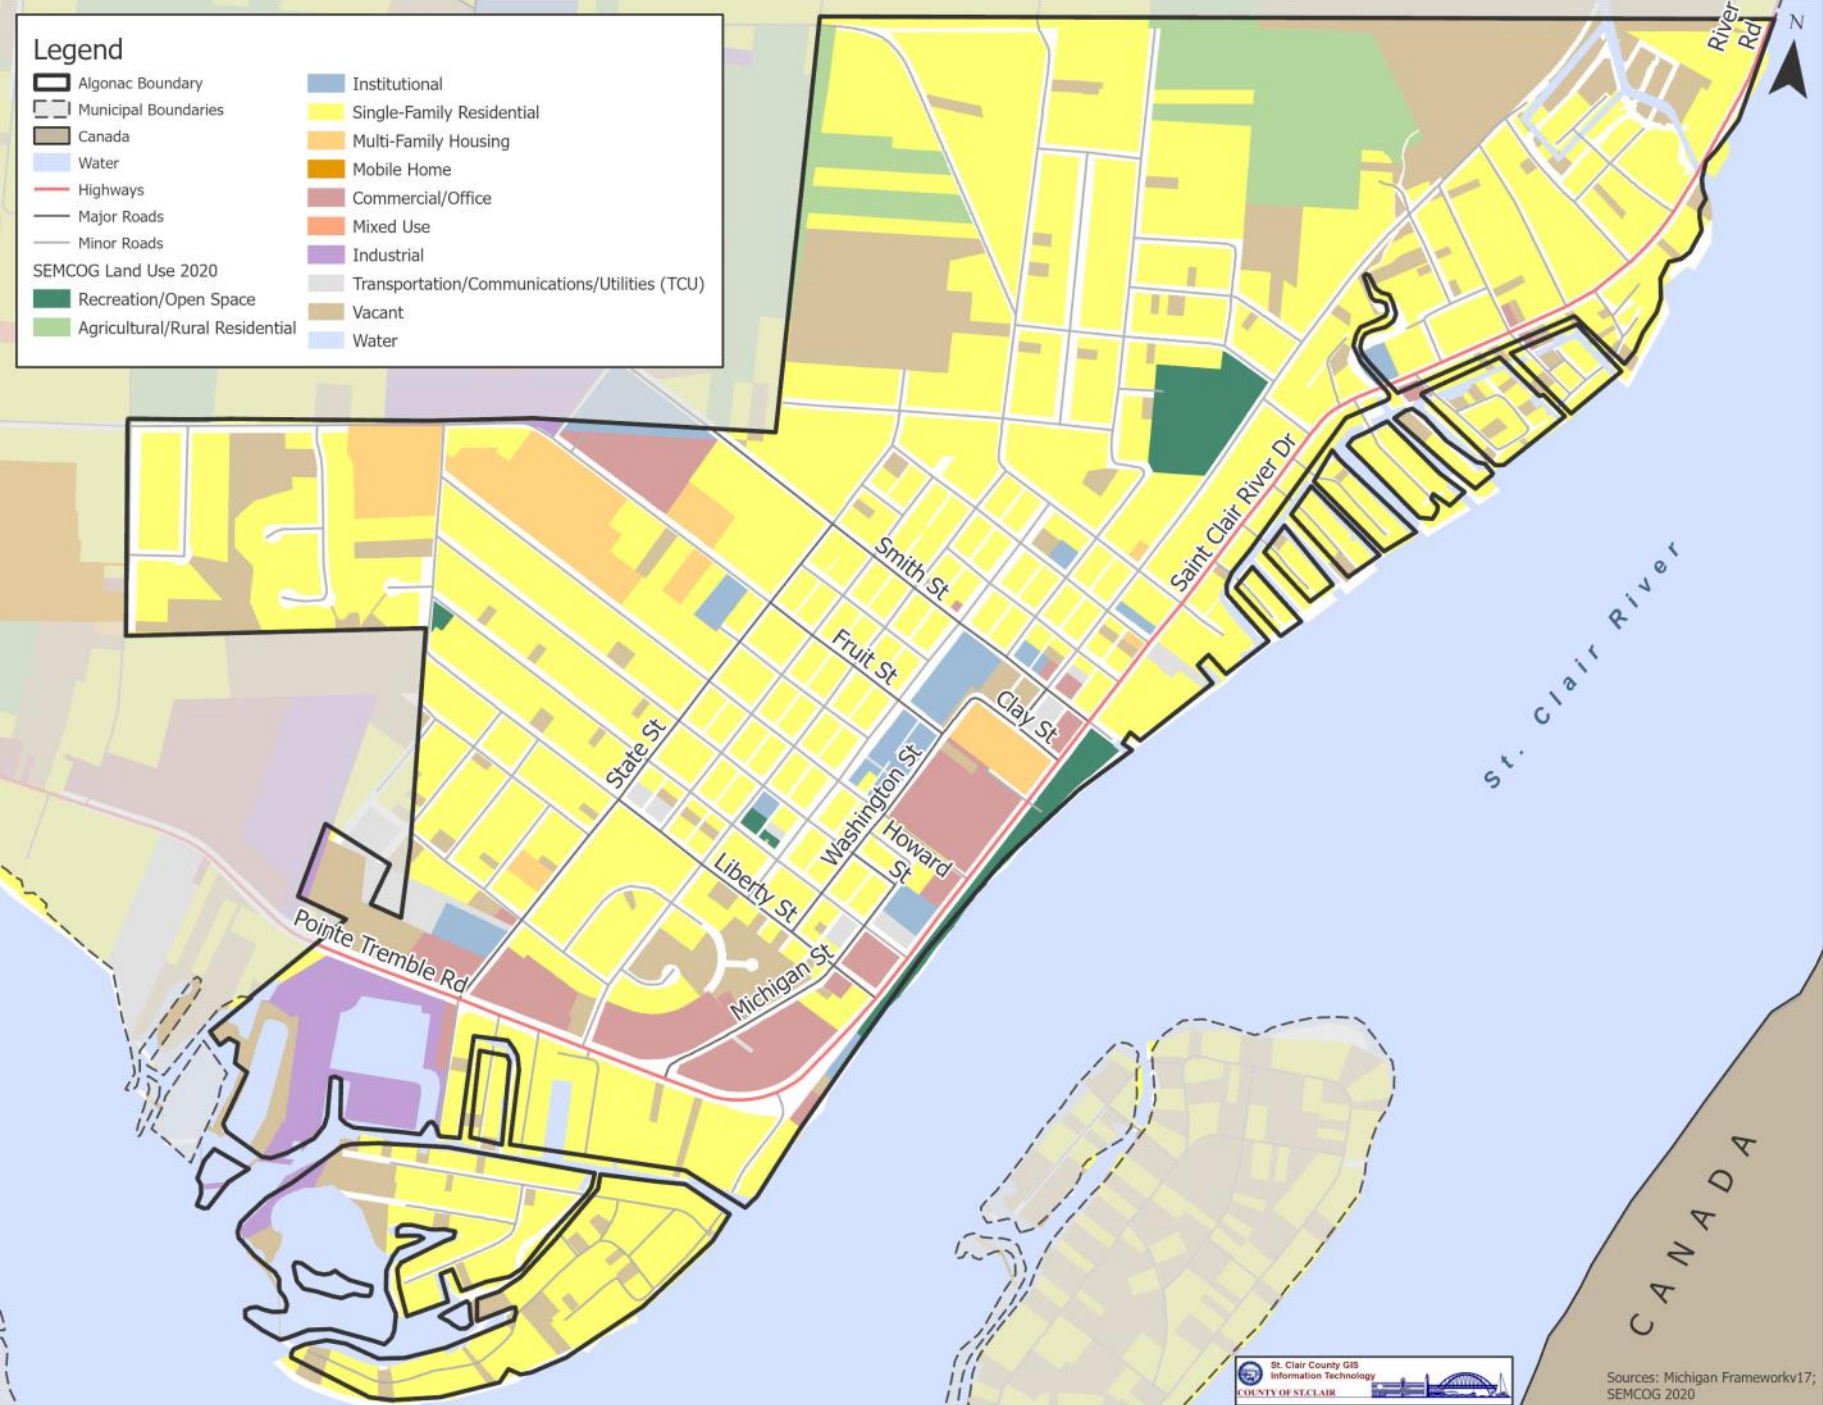 Legend
Algonac Boundary
Municipal Boundaries
Canada
Water
Highways
Major Roads
Minor Roads
SEMCOG Land Use 2020
Recreation/Open Space
Agricultural/Rural Residential
Institutional
Single-Family Residential
Multi-Family Housing
Mobile Home
Commercial/Office
Mixed Use
Industrial
Transportation/Communications/Utilities (TCU)
Vacant
Water
River
Rd
N
Saint Clair River Dr
Smith St
Fruit St
Clay St
State St
Washington St
Howard
St
Liberty St
Michigan St
Pointe Tremble Rd
St. Clair River
CANADA
St. Clair County GIS
Information Technology
COUNTY OF ST.CLAIR
Sources: Michigan Frameworkv17;
SEMCOG 2020